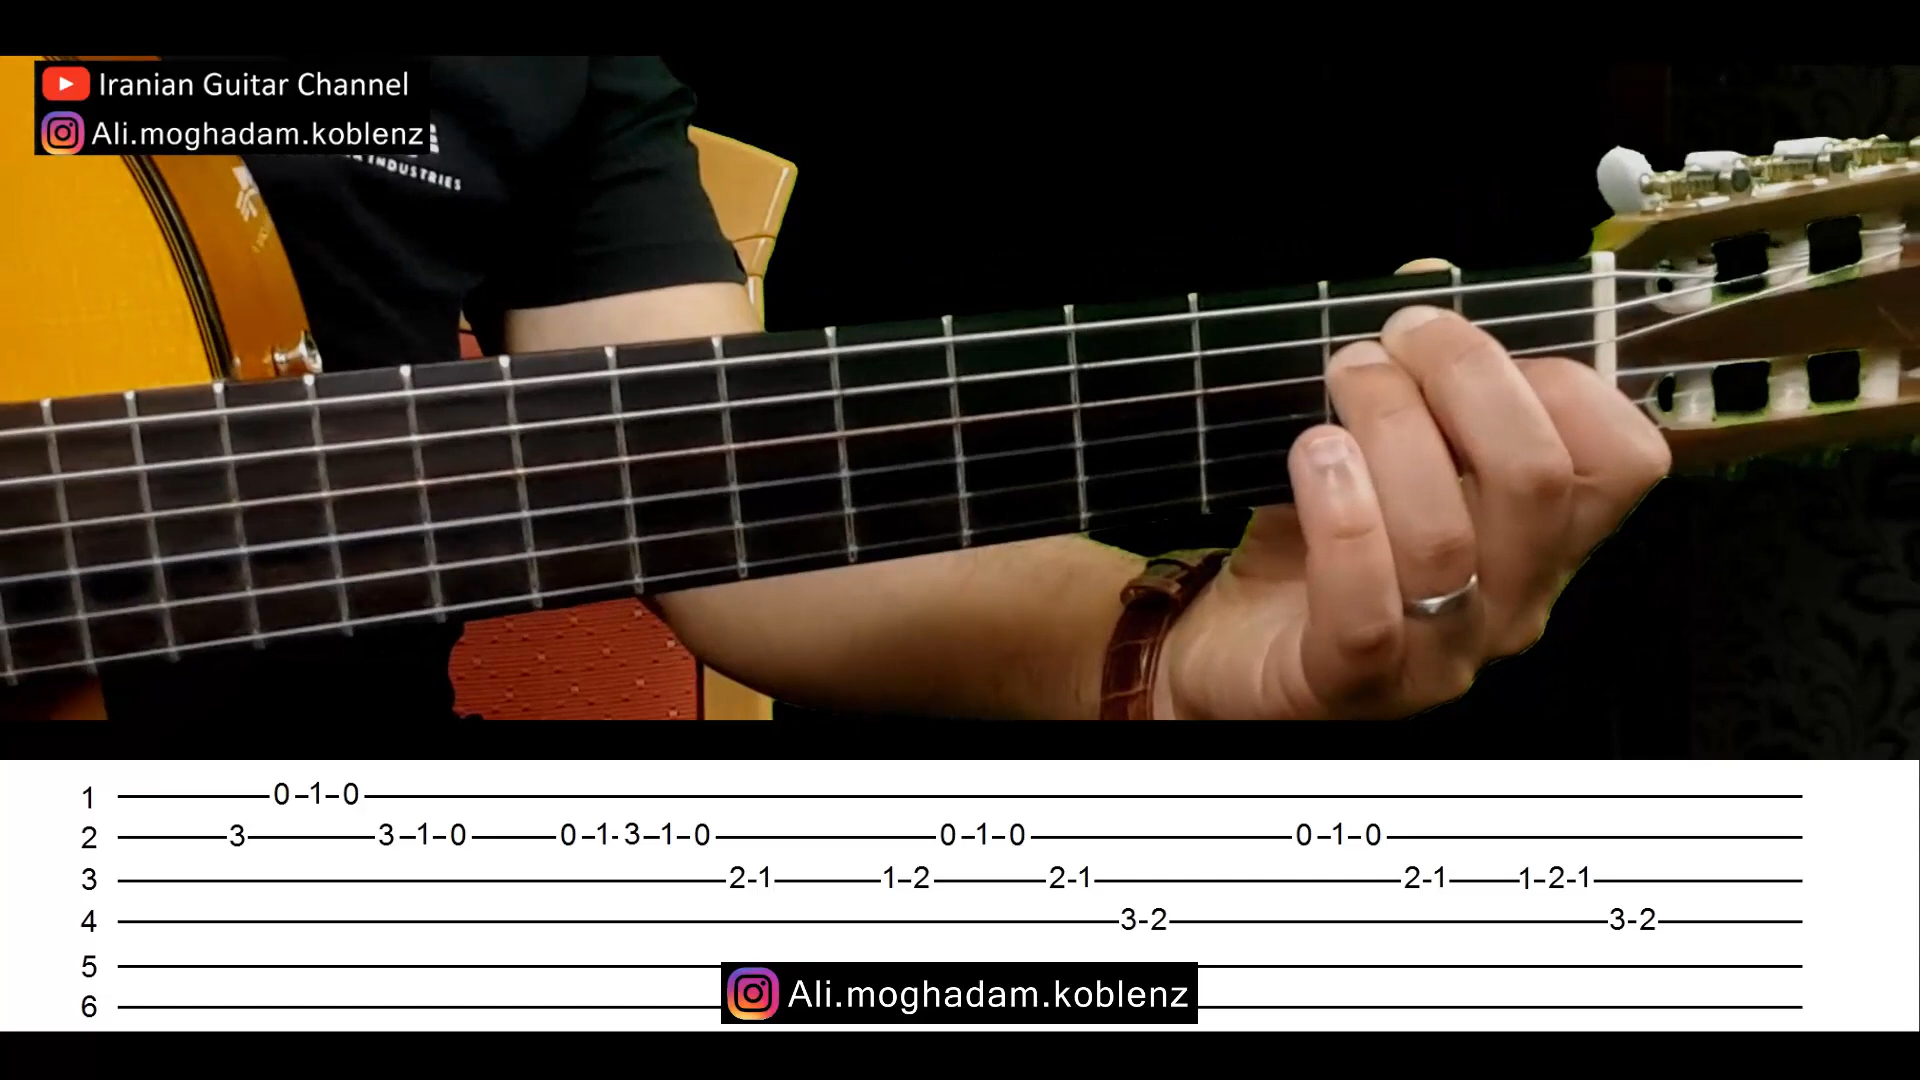 Iranian Guitar Channel
Ali.moghadam.koblenz
INDUSTRIES
1 0-1-0
2 3 3-1-0 0-1-3-1-0 0-1-0 0-1-0
3 2-1 1-2 2-1 2-1 1-2-1
4 3-2 3-2
5
6
Ali.moghadam.koblenz